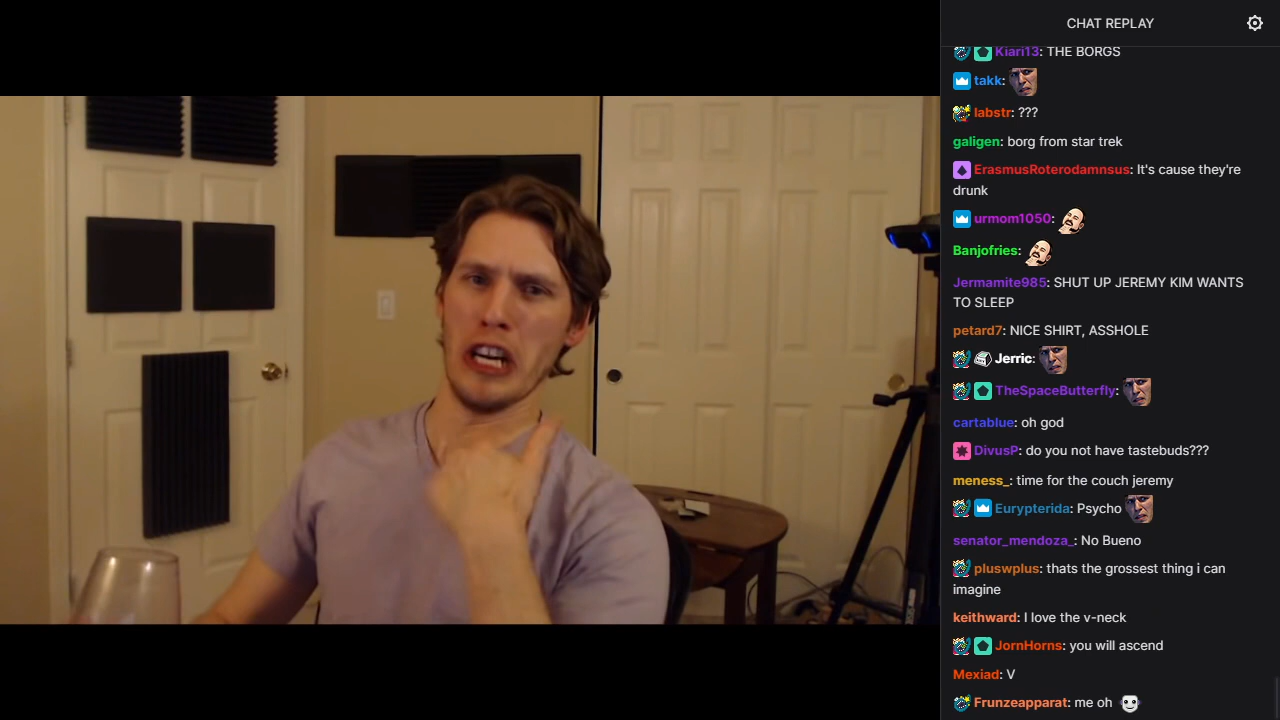 CHAT REPLAY
Kiari13: THE BORGS
takk:
labstr: ???
galigen: borg from star trek
ErasmusRoterodamnsus: It's cause they're
drunk
urmom1050:
Banjofries:
Jermamite985: SHUT UP JEREMY KIM WANTS
TO SLEEP
petard7: NICE SHIRT, ASSHOLE
Jerric:
TheSpaceButterfly:
cartablue: oh god
DivusP: do you not have tastebuds???
meness_: time for the couch jeremy
Eurypterida: Psycho
senator_mendoza_: No Bueno
pluswplus: thats the grossest thing i can
imagine
keithward: I love the v-neck
JornHorns: you will ascend
Mexiad: V
Frunzeapparat: me oh